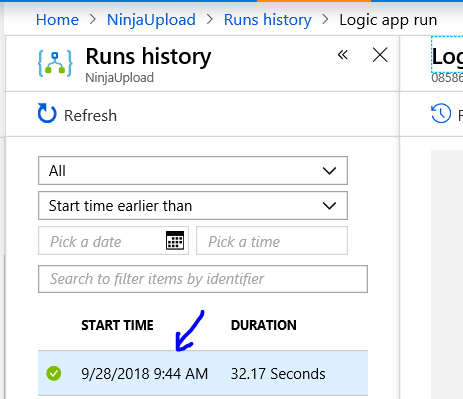 Home > NinjaUpload > Runs history > Logic app run
Runs history
NinjaUpload
Refresh
All
Start time earlier than
Pick a date
Pick a time
Search to filter items by identifier
START TIME DURATION
9/28/2018 9:44 AM 32.17 Seconds